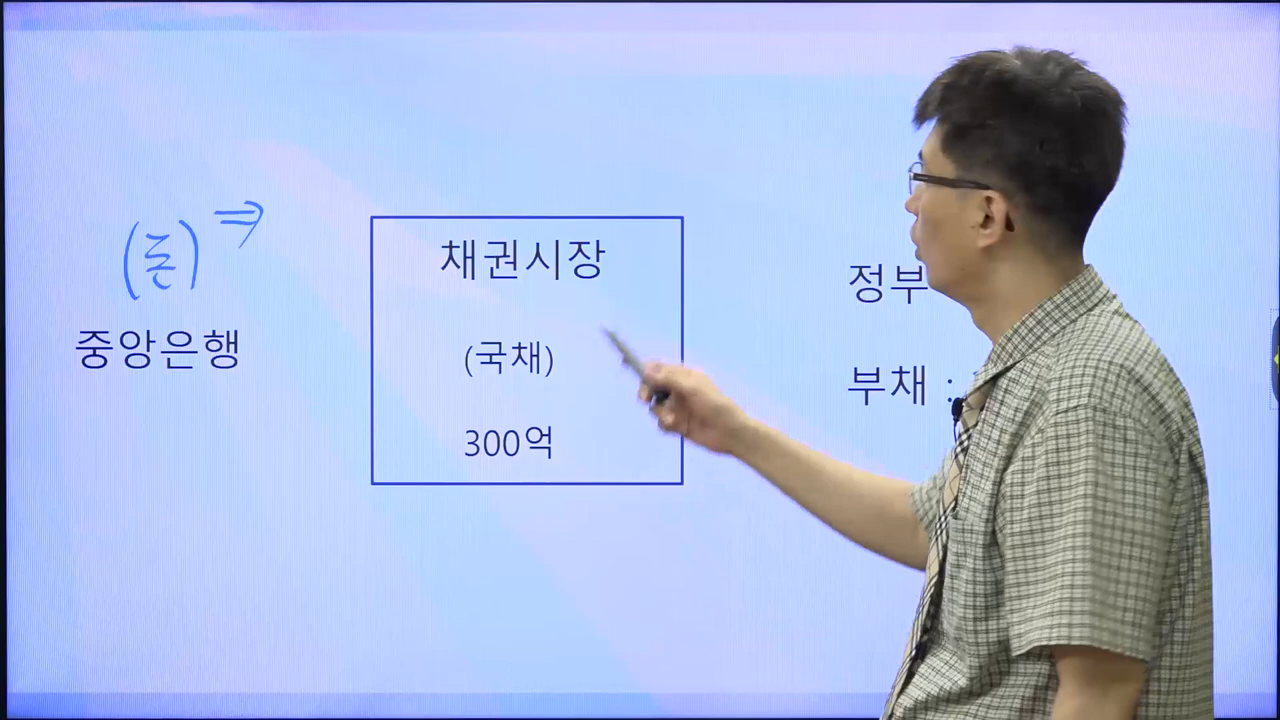 (돈) ⇒
중앙은행
채권시장
(국채)
300억
정부
부채 :